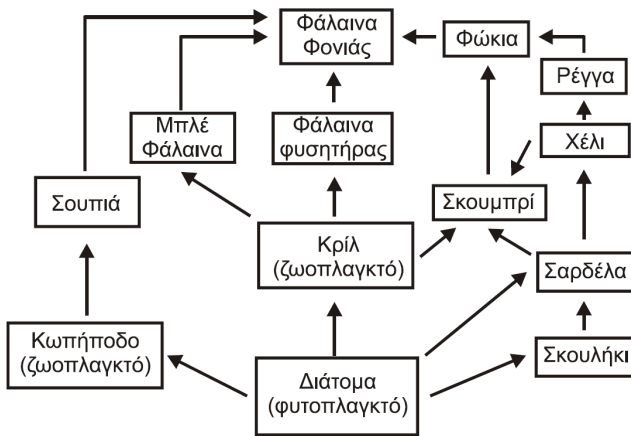 Φάλαινα
Φονιάς
Φώκια
Ρέγγα
Μπλέ
Φάλαινα
Φάλαινα
φυσητήρας
Χέλι
Σουπιά
Σκουμπρί
Κρίλ
(ζωοπλαγκτό)
Σαρδέλα
Κωπήποδο
(ζωοπλαγκτό)
Διάτομα
(φυτοπλαγκτό)
Σκουλήκι